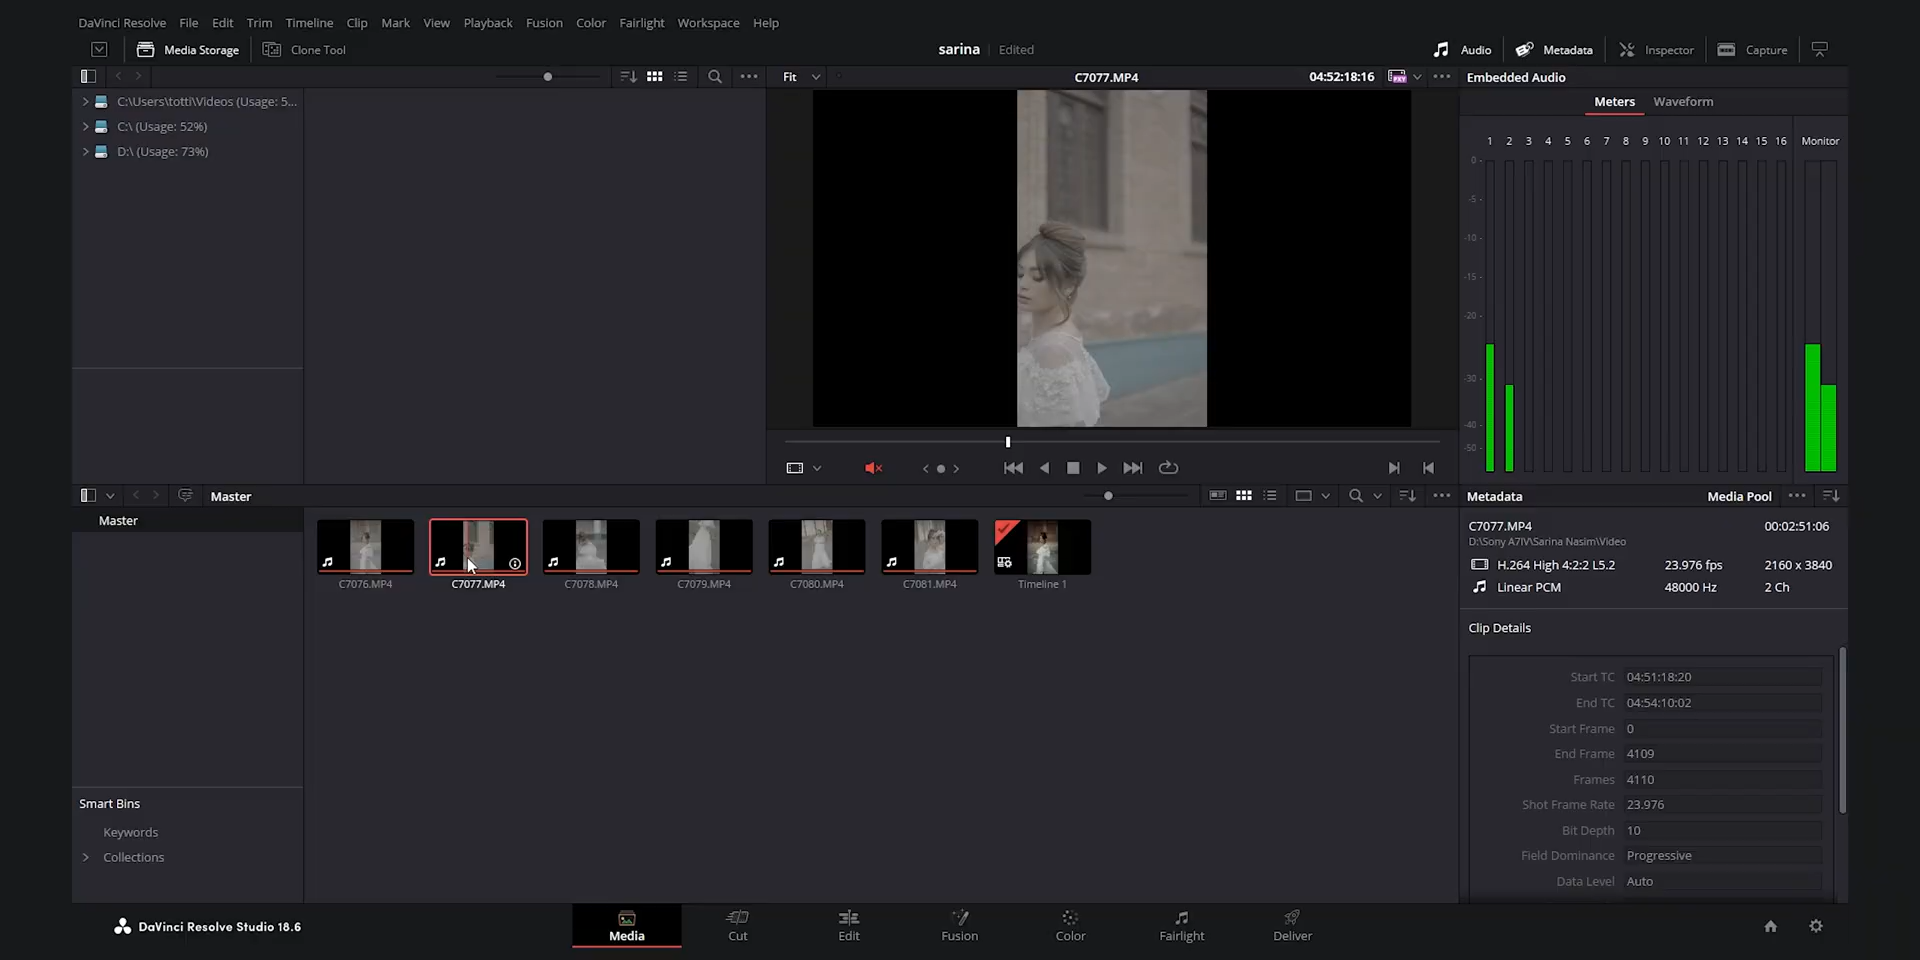 DaVinci Resolve File Edit Trim Timeline Clip Mark View Playback Fusion Color Fairlight Workspace Help
Media Storage Clone Tool sarina Edited Audio Metadata Inspector Capture
Fit C7077.MP4 04:52:18:16 Embedded Audio
C:\Users\totti\Videos (Usage: 5...
C:\ (Usage: 52%)
D:\ (Usage: 73%)
Meters Waveform
1 2 3 4 5 6 7 8 9 10 11 12 13 14 15 16 Monitor
0 -
-5 -
-10 -
-15 -
-20 -
-30 -
-40 -
-50 -
Master Metadata Media Pool
Master
C7076.MP4 C7077.MP4 C7078.MP4 C7079.MP4 C7080.MP4 C7081.MP4 Timeline 1
C7077.MP4 00:02:51:06
D:\Sony A7IV\Sarina Nasim\Video
H.264 High 4:2:2 L5.2 23.976 fps 2160 x 3840
Linear PCM 48000 Hz 2 Ch
Clip Details
Start TC 04:51:18:20
End TC 04:54:10:02
Start Frame 0
End Frame 4109
Frames 4110
Shot Frame Rate 23.976
Bit Depth 10
Field Dominance Progressive
Data Level Auto
Smart Bins
Keywords
Collections
DaVinci Resolve Studio 18.6
Media Cut Edit Fusion Color Fairlight Deliver